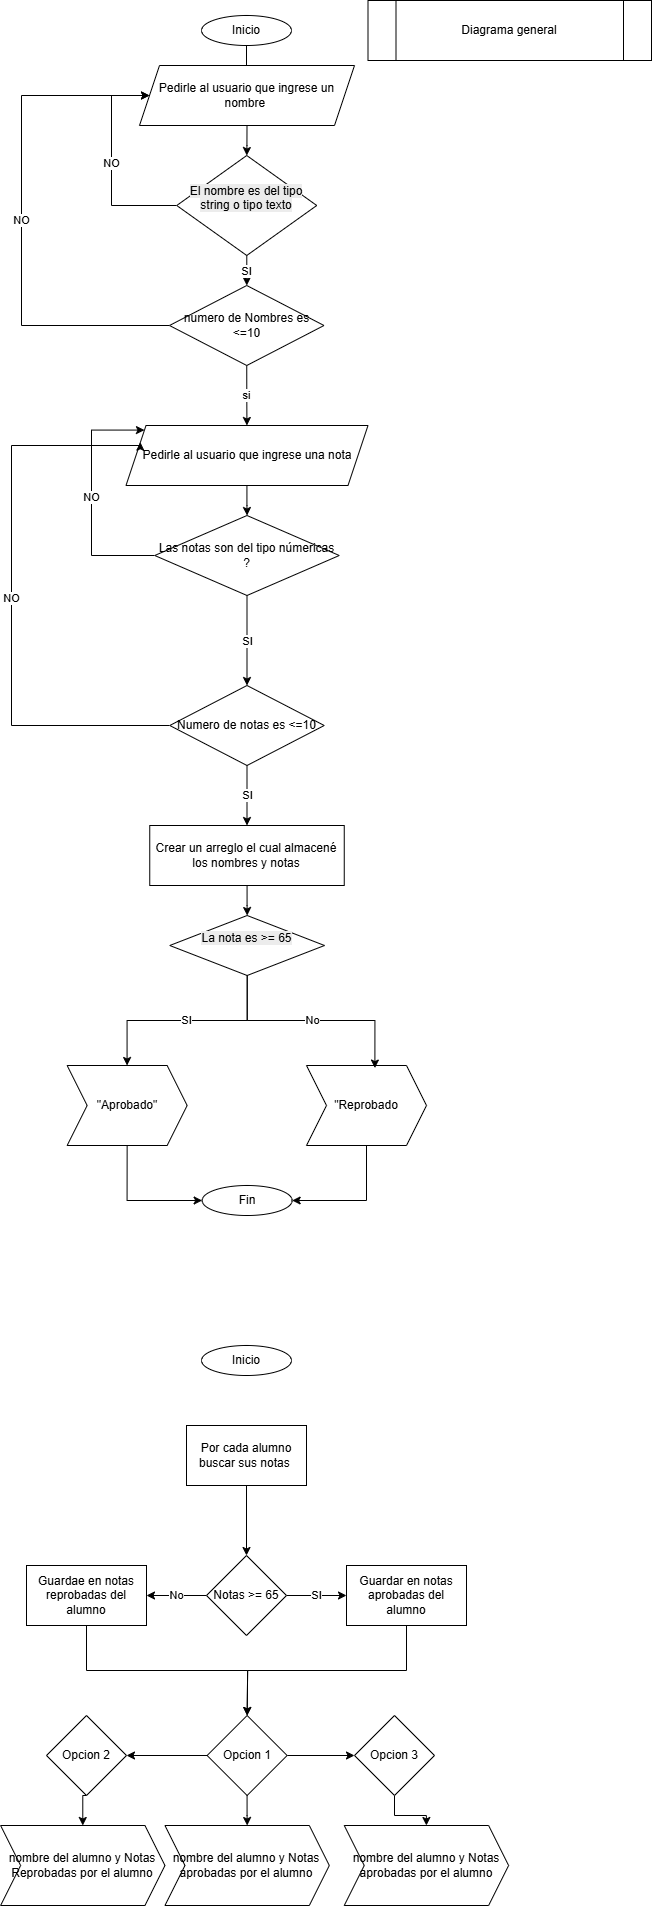 Inicio
Diagrama general
Pedirle al usuario que ingrese un
nombre
NO
El nombre es del tipo
string o tipo texto
NO
SI
número de Nombres es
<=10
si
Pedirle al usuario que ingrese una nota
NO
Las notas son del tipo númericas
?
NO
SI
Numero de notas es <=10
SI
Crear un arreglo el cual almacené
los nombres y notas
La nota es >= 65
SI
No
"Aprobado"
"Reprobado
Fin
Inicio
Por cada alumno
buscar sus notas
Guardae en notas
reprobadas del
alumno
No
Notas >= 65
SI
Guardar en notas
aprobadas del
alumno
Opcion 2
Opcion 1
Opcion 3
nombre del alumno y Notas
Reprobadas por el alumno
nombre del alumno y Notas
aprobadas por el alumno
nombre del alumno y Notas
aprobadas por el alumno